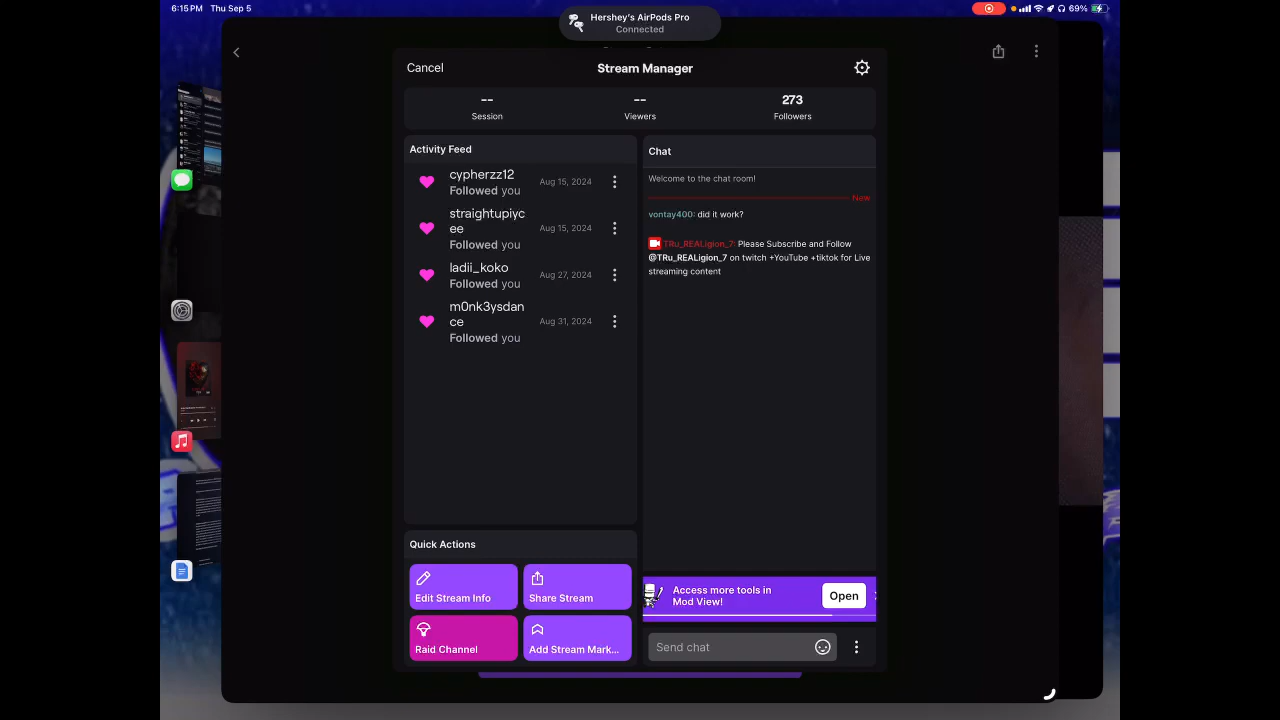 6:15 PM Thu Sep 5
Hershey's AirPods Pro
Connected
69%
Cancel
Stream Manager
--
Session
--
Viewers
273
Followers
Activity Feed
cypherzz12
Followed you
Aug 15, 2024
straightupiyc
ee
Followed you
Aug 15, 2024
ladii_koko
Followed you
Aug 27, 2024
m0nk3ysdan
ce
Followed you
Aug 31, 2024
Chat
Welcome to the chat room!
New
vontay400: did it work?
TRu_REALigion_7: Please Subscribe and Follow
@TRu_REALigion_7 on twitch +YouTube +tiktok for Live
streaming content
Quick Actions
Edit Stream Info
Share Stream
Raid Channel
Add Stream Mark...
Access more tools in
Mod View!
Open
Send chat